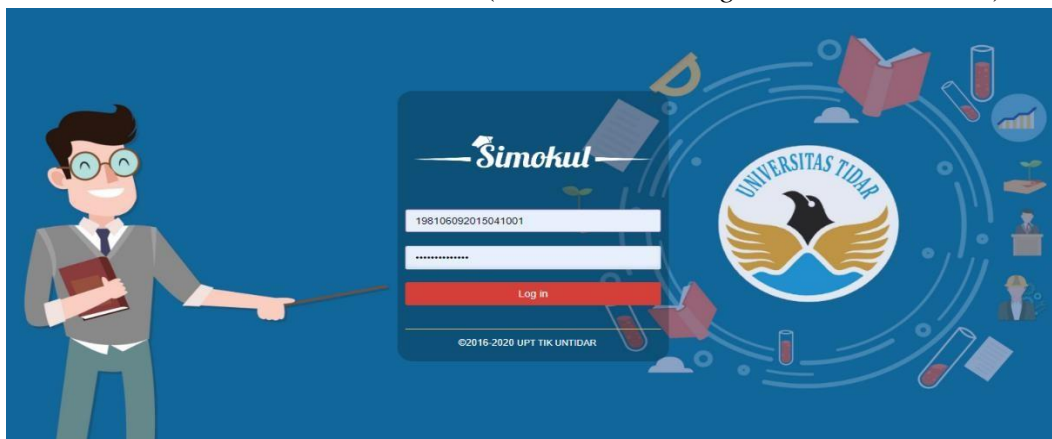 Simokul
UNIVERSITAS TIDAR
198106092015041001
••••••••••••••
Log in
©2016-2020 UPT TIK UNTIDAR